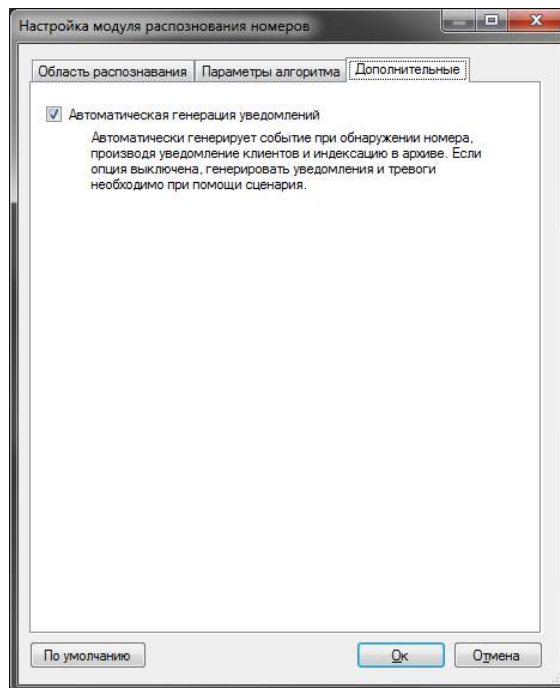 Настройка модуля распознования номеров
Область распознавания Параметры алгоритма Дополнительные
Автоматическая генерация уведомлений
Автоматически генерирует событие при обнаружении номера,
производя уведомление клиентов и индексацию в архиве. Если
опция выключена, генерировать уведомления и тревоги
необходимо при помощи сценария.
По умолчанию Ок Отмена